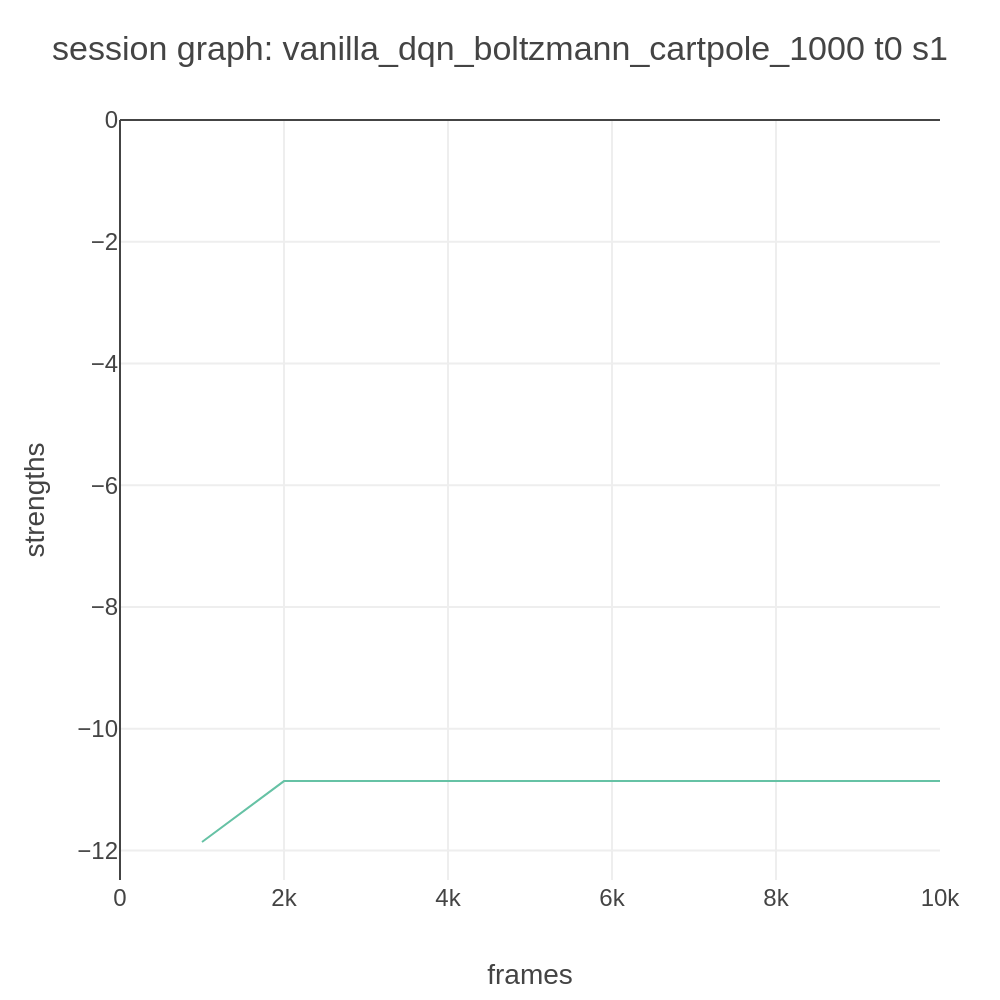 session graph: vanilla_dqn_boltzmann_cartpole_1000 t0 s1
0
−2
−4
−6
−8
−10
−12
strengths
0 2k 4k 6k 8k 10k
frames